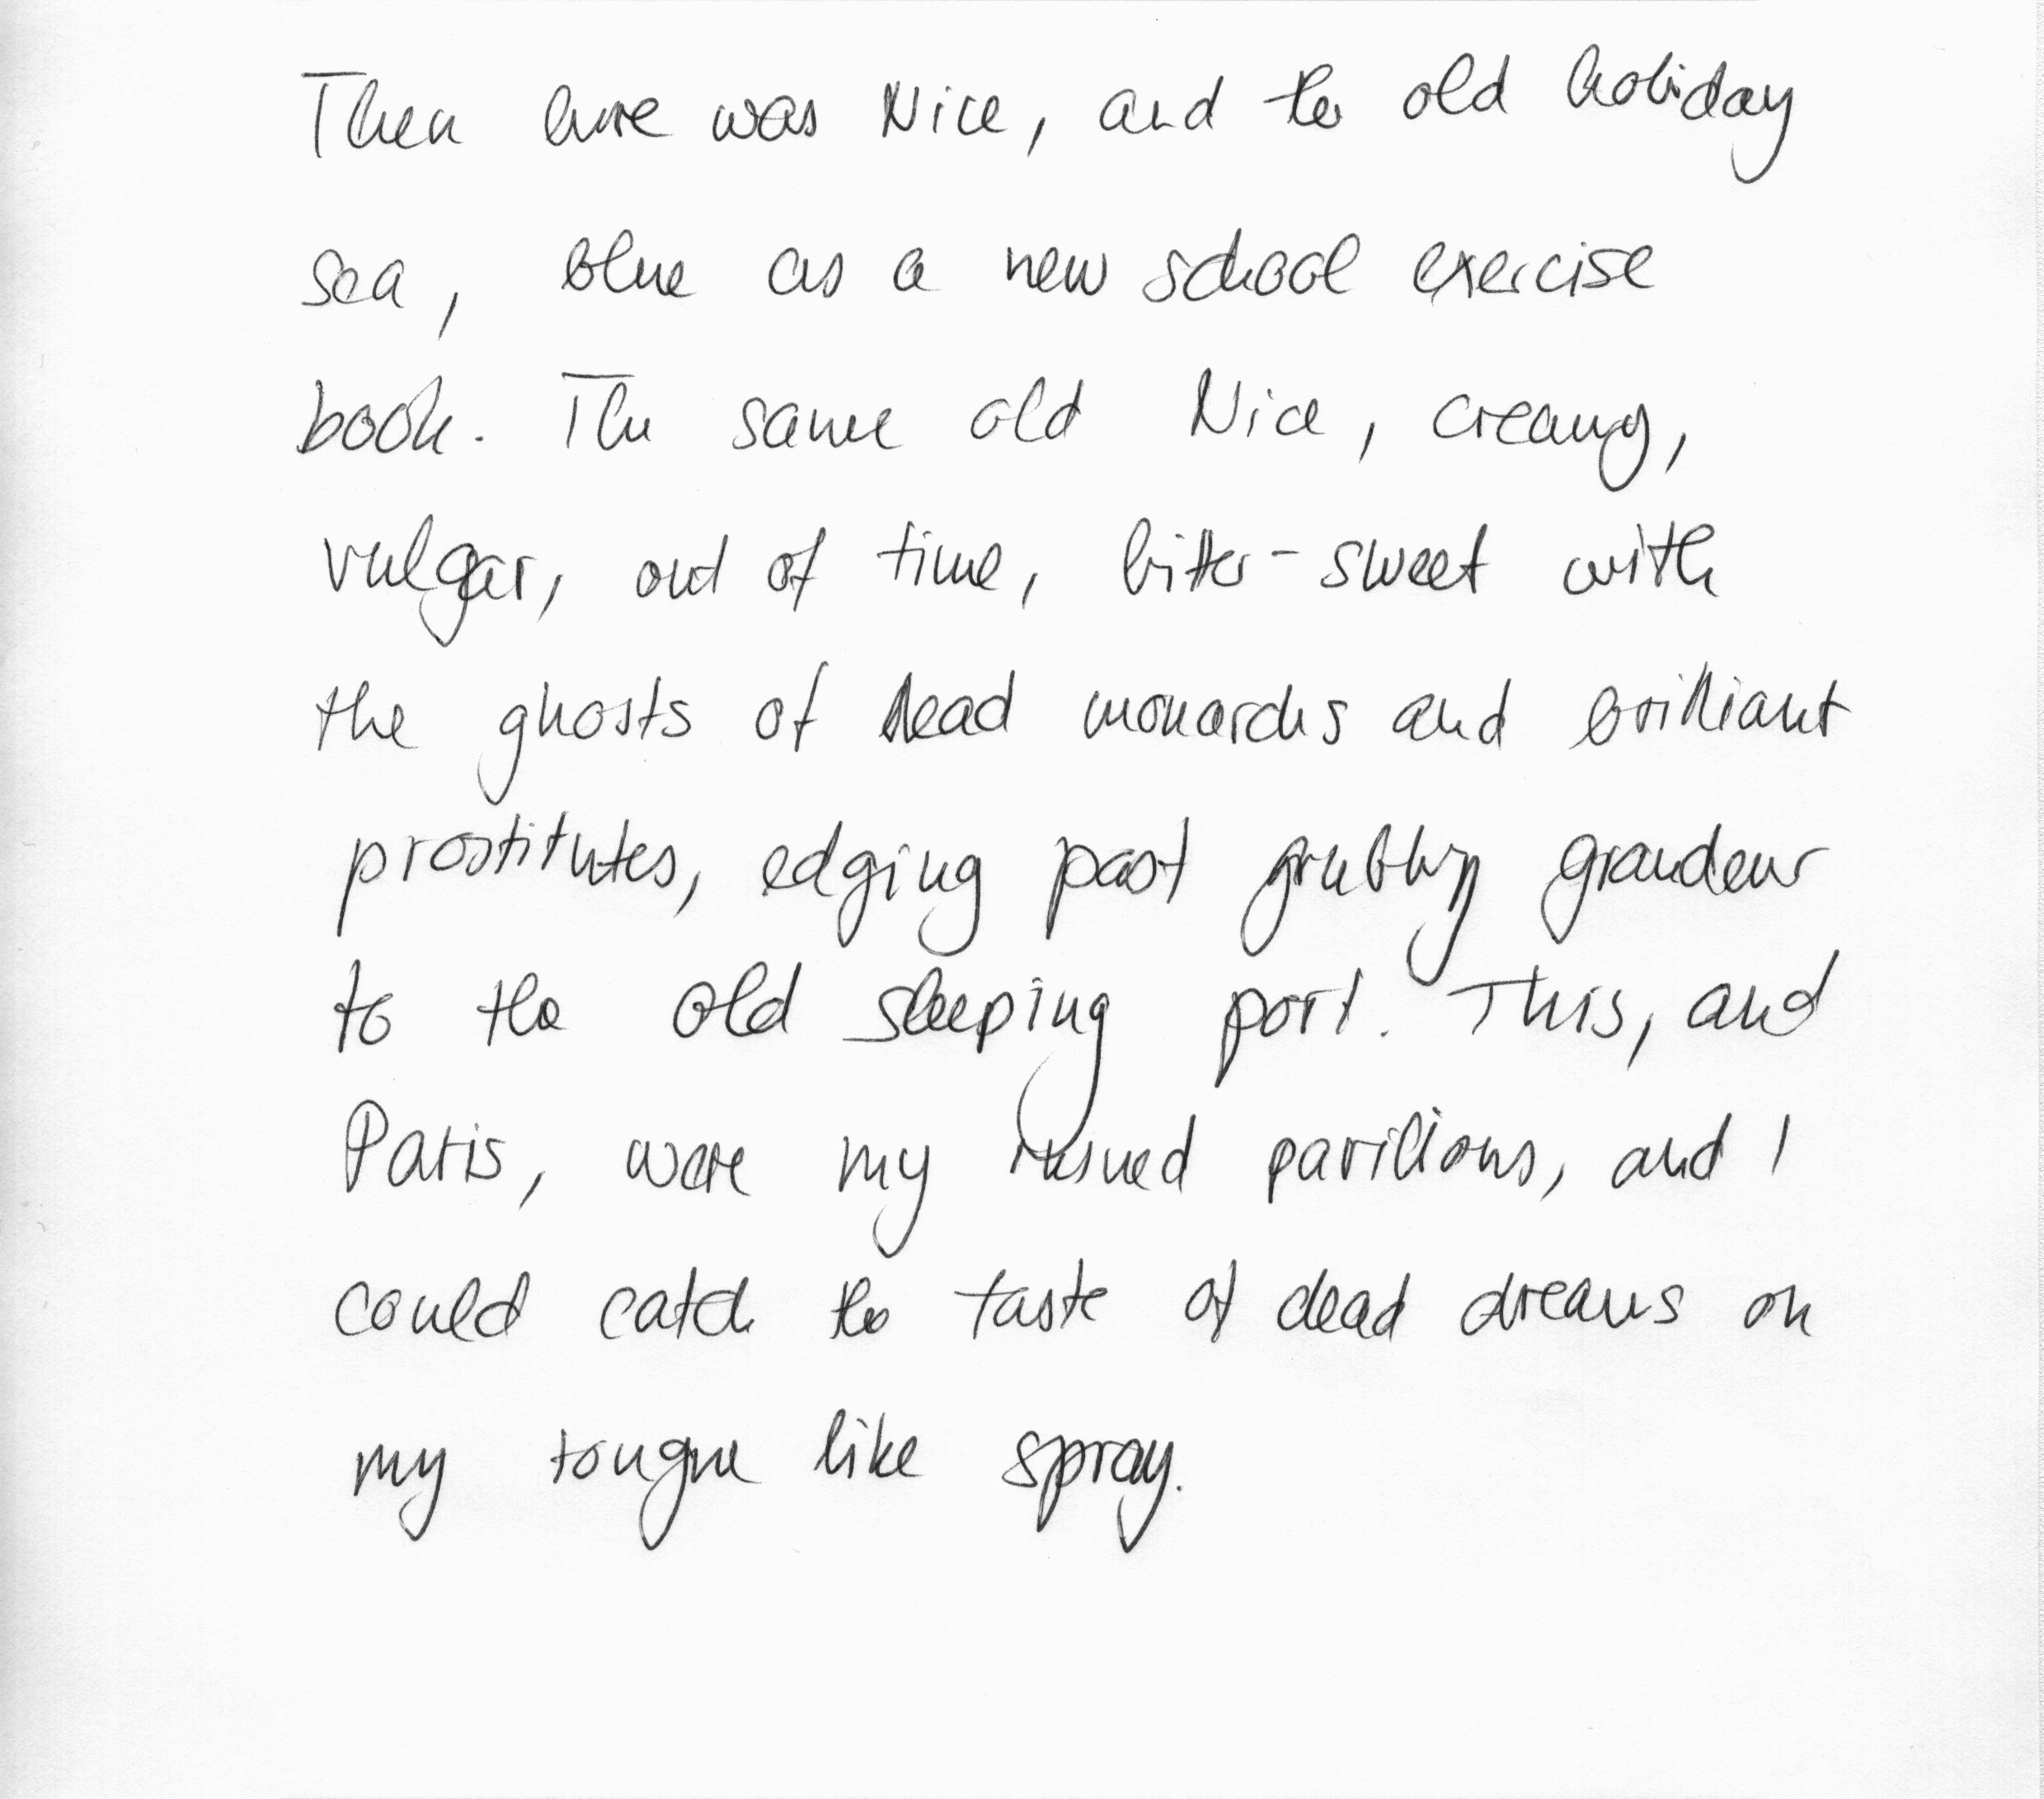 Then here was Nice, and the old holiday
sea, blue as a new school exercise
book. The same old Nice, creamy,
vulgar, out of time, bitter-sweet with
the ghosts of dead monarchs and brilliant
prostitutes, edging past grubby grandeur
to the old sleeping port. This, and
Paris, were my ruined pavilions, and I
could catch the taste of dead dreams on
my tongue like spray.